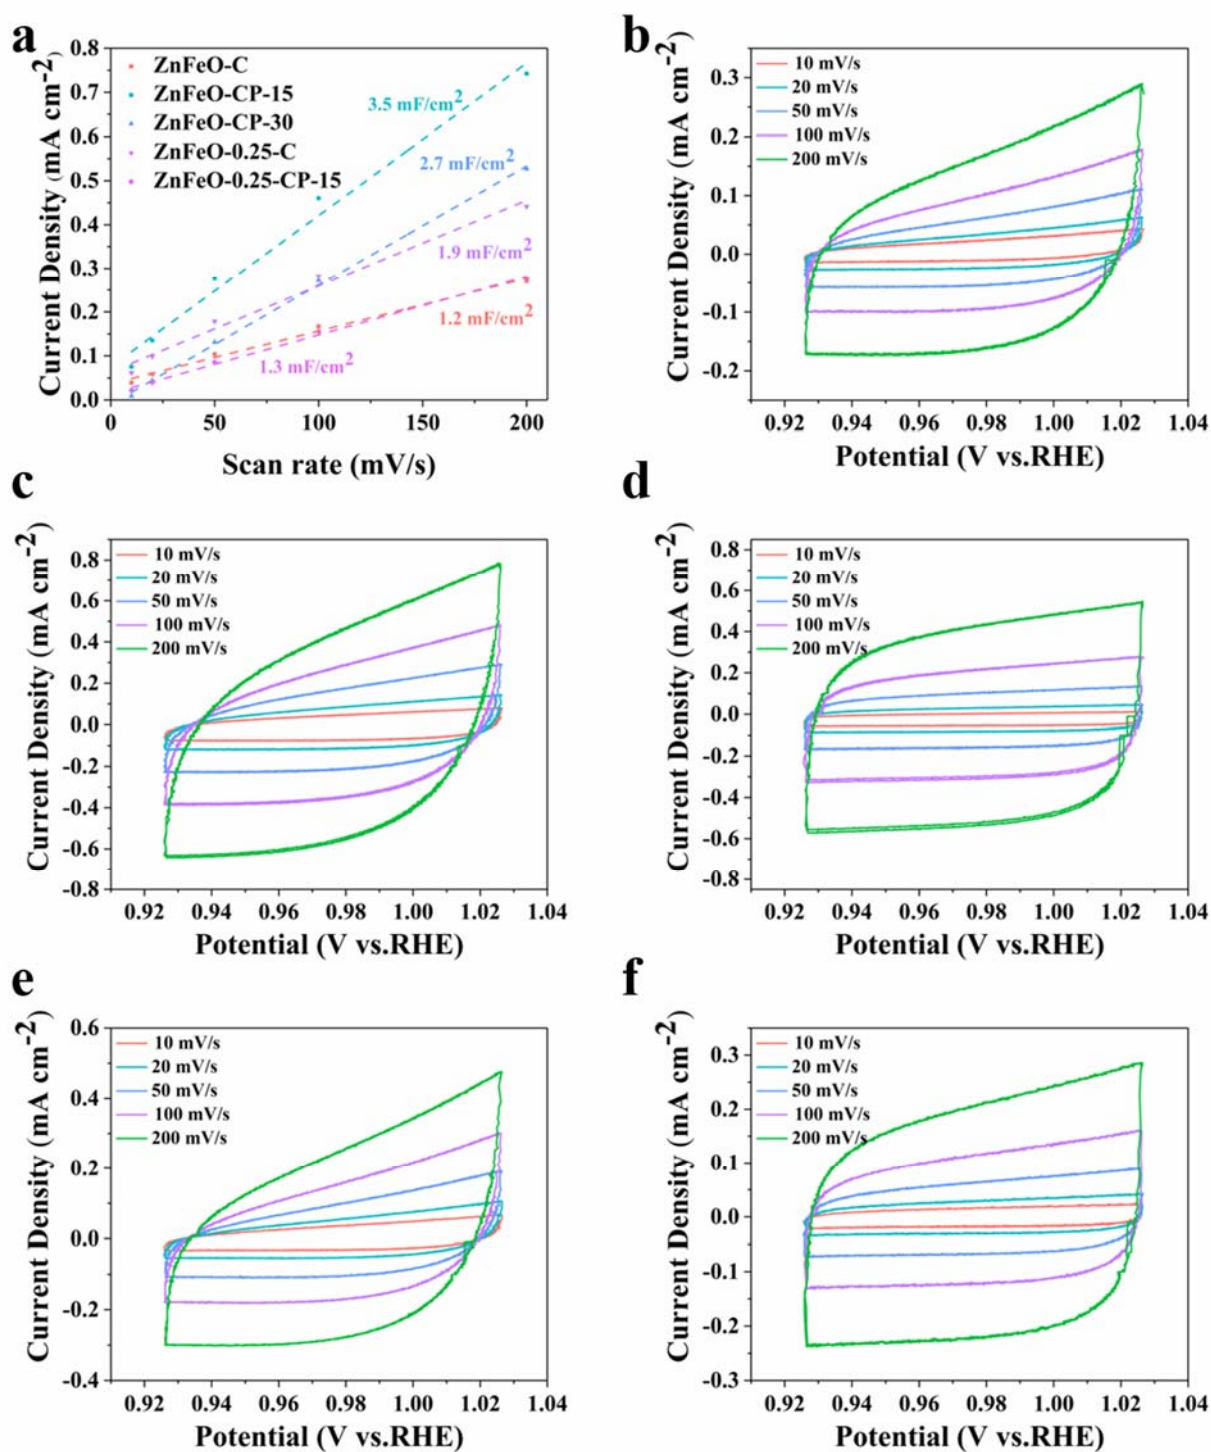 a
Current Density (mA cm-2)
0.8
0.7
0.6
0.5
0.4
0.3
0.2
0.1
0.0
ZnFeO-C
ZnFeO-CP-15
ZnFeO-CP-30
ZnFeO-0.25-C
ZnFeO-0.25-CP-15
3.5 mF/cm2
2.7 mF/cm2
1.9 mF/cm2
1.2 mF/cm2
1.3 mF/cm2
0 50 100 150 200
Scan rate (mV/s)
b
Current Density (mA cm-2)
0.3
0.2
0.1
0.0
-0.1
-0.2
10 mV/s
20 mV/s
50 mV/s
100 mV/s
200 mV/s
0.92 0.94 0.96 0.98 1.00 1.02 1.04
Potential (V vs.RHE)
c
Current Density (mA cm-2)
0.8
0.6
0.4
0.2
0.0
-0.2
-0.4
-0.6
-0.8
10 mV/s
20 mV/s
50 mV/s
100 mV/s
200 mV/s
0.92 0.94 0.96 0.98 1.00 1.02 1.04
Potential (V vs.RHE)
d
Current Density (mA cm-2)
0.8
0.6
0.4
0.2
0.0
-0.2
-0.4
-0.6
-0.8
10 mV/s
20 mV/s
50 mV/s
100 mV/s
200 mV/s
0.92 0.94 0.96 0.98 1.00 1.02 1.04
Potential (V vs.RHE)
e
Current Density (mA cm-2)
0.6
0.4
0.2
0.0
-0.2
-0.4
10 mV/s
20 mV/s
50 mV/s
100 mV/s
200 mV/s
0.92 0.94 0.96 0.98 1.00 1.02 1.04
Potential (V vs.RHE)
f
Current Density (mA cm-2)
0.3
0.2
0.1
0.0
-0.1
-0.2
-0.3
10 mV/s
20 mV/s
50 mV/s
100 mV/s
200 mV/s
0.92 0.94 0.96 0.98 1.00 1.02 1.04
Potential (V vs.RHE)